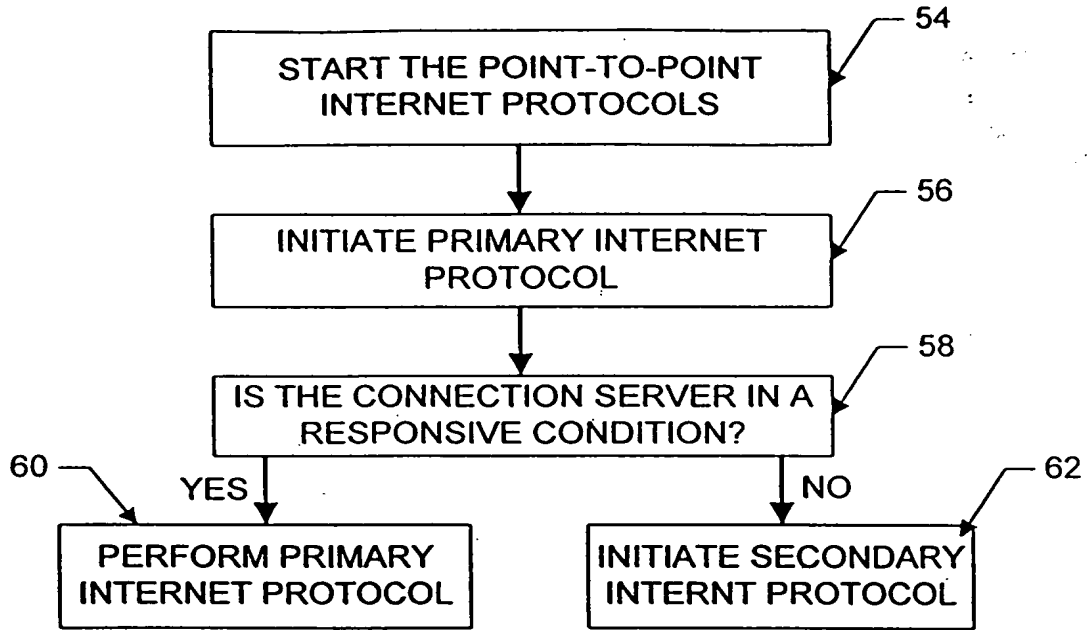 54
START THE POINT-TO-POINT
INTERNET PROTOCOLS
56
INITIATE PRIMARY INTERNET
PROTOCOL
58
IS THE CONNECTION SERVER IN A
RESPONSIVE CONDITION?
60
YES
NO
62
PERFORM PRIMARY
INTERNET PROTOCOL
INITIATE SECONDARY
INTERNT PROTOCOL